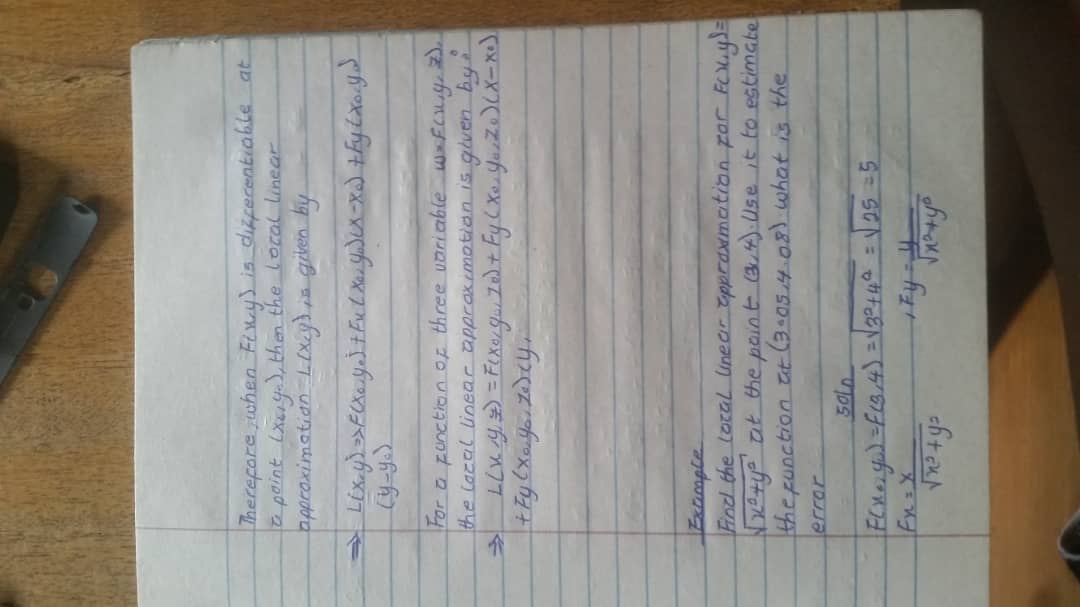 Therefore, when F(x,y) is differentiable at
a point (x₀,y₀), then the local linear
approximation L(x,y), is given by
⇒ L(x,y) ⇒ F(x₀,y₀) + Fx(x₀,y₀)(x-x₀) + Fy(x₀,y₀)
(y-y₀)
For a function of three variable w=F(x,y,z),
the local linear approximation is given by:
⇒ L(x,y,z) = F(x₀,y₀,z₀) + Fy(x₀,y₀,z₀)(x-x₀)
+ Fy(x₀,y₀,z₀)(y,
Example
Find the local linear approximation for F(x,y)=
√x²+y² at the point (3,4). Use it to estimate
the function at (3.05,4.08) what is the
error
Soln
F(x₀,y₀) = F(3,4) = √3²+4² = √25 = 5
Fx = x/√x²+y² , Fy = y/√x²+y²